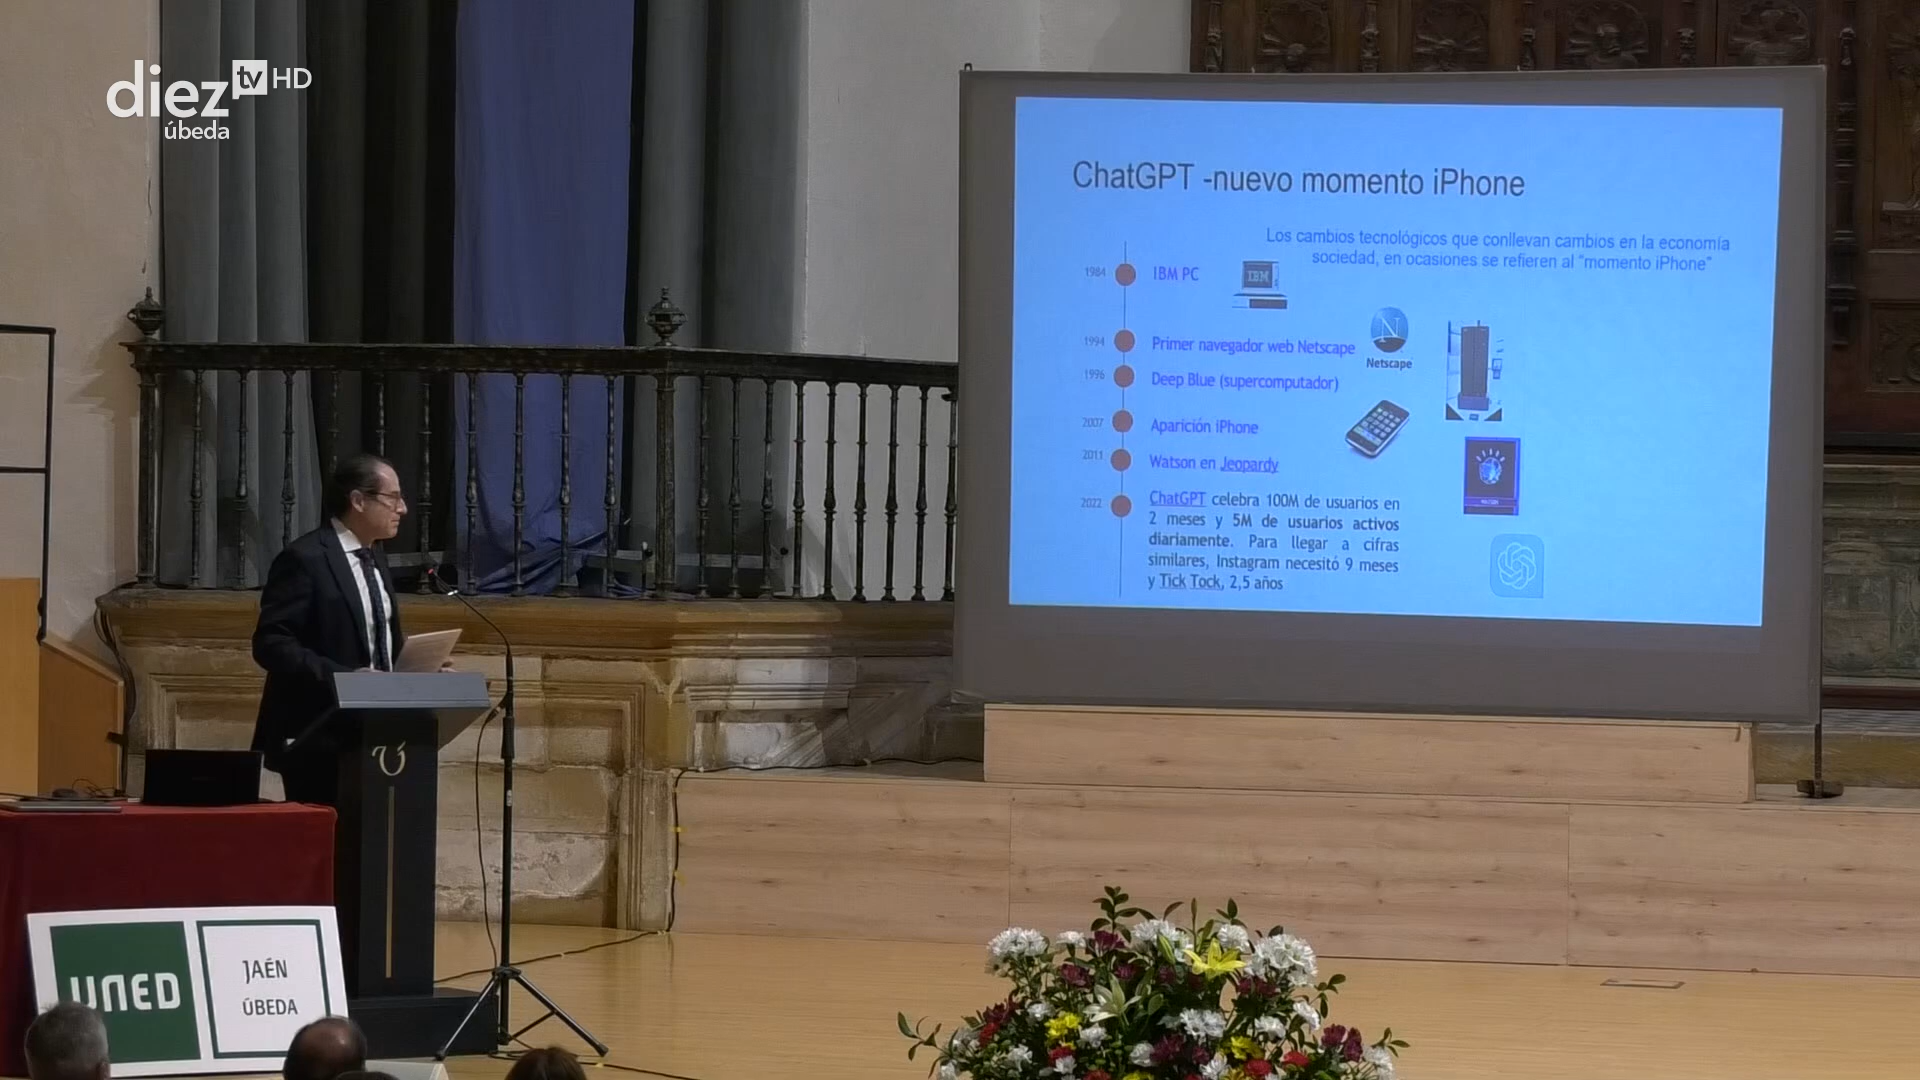 diez tv HD
úbeda
ChatGPT -nuevo momento iPhone
Los cambios tecnológicos que conllevan cambios en la economía
sociedad, en ocasiones se refieren al "momento iPhone"
1984 IBM PC
IBM
1994 Primer navegador web Netscape
N
Netscape
1996 Deep Blue (supercomputador)
2007 Aparición iPhone
2011 Watson en Jeopardy
2022 ChatGPT celebra 100M de usuarios en
2 meses y 5M de usuarios activos
diariamente. Para llegar a cifras
similares, Instagram necesitó 9 meses
y Tick Tock, 2,5 años
Ú
UNED
JAÉN
ÚBEDA